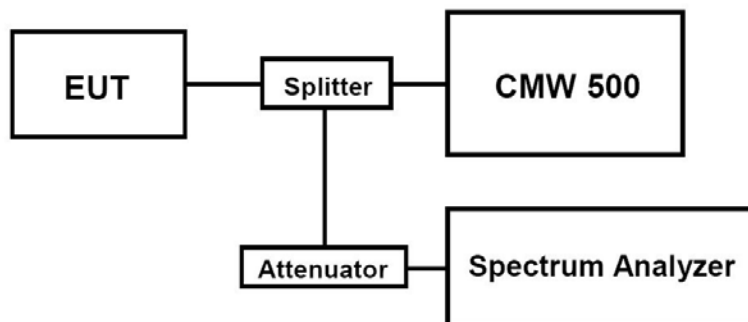 EUT
Splitter
CMW 500
Attenuator
Spectrum Analyzer